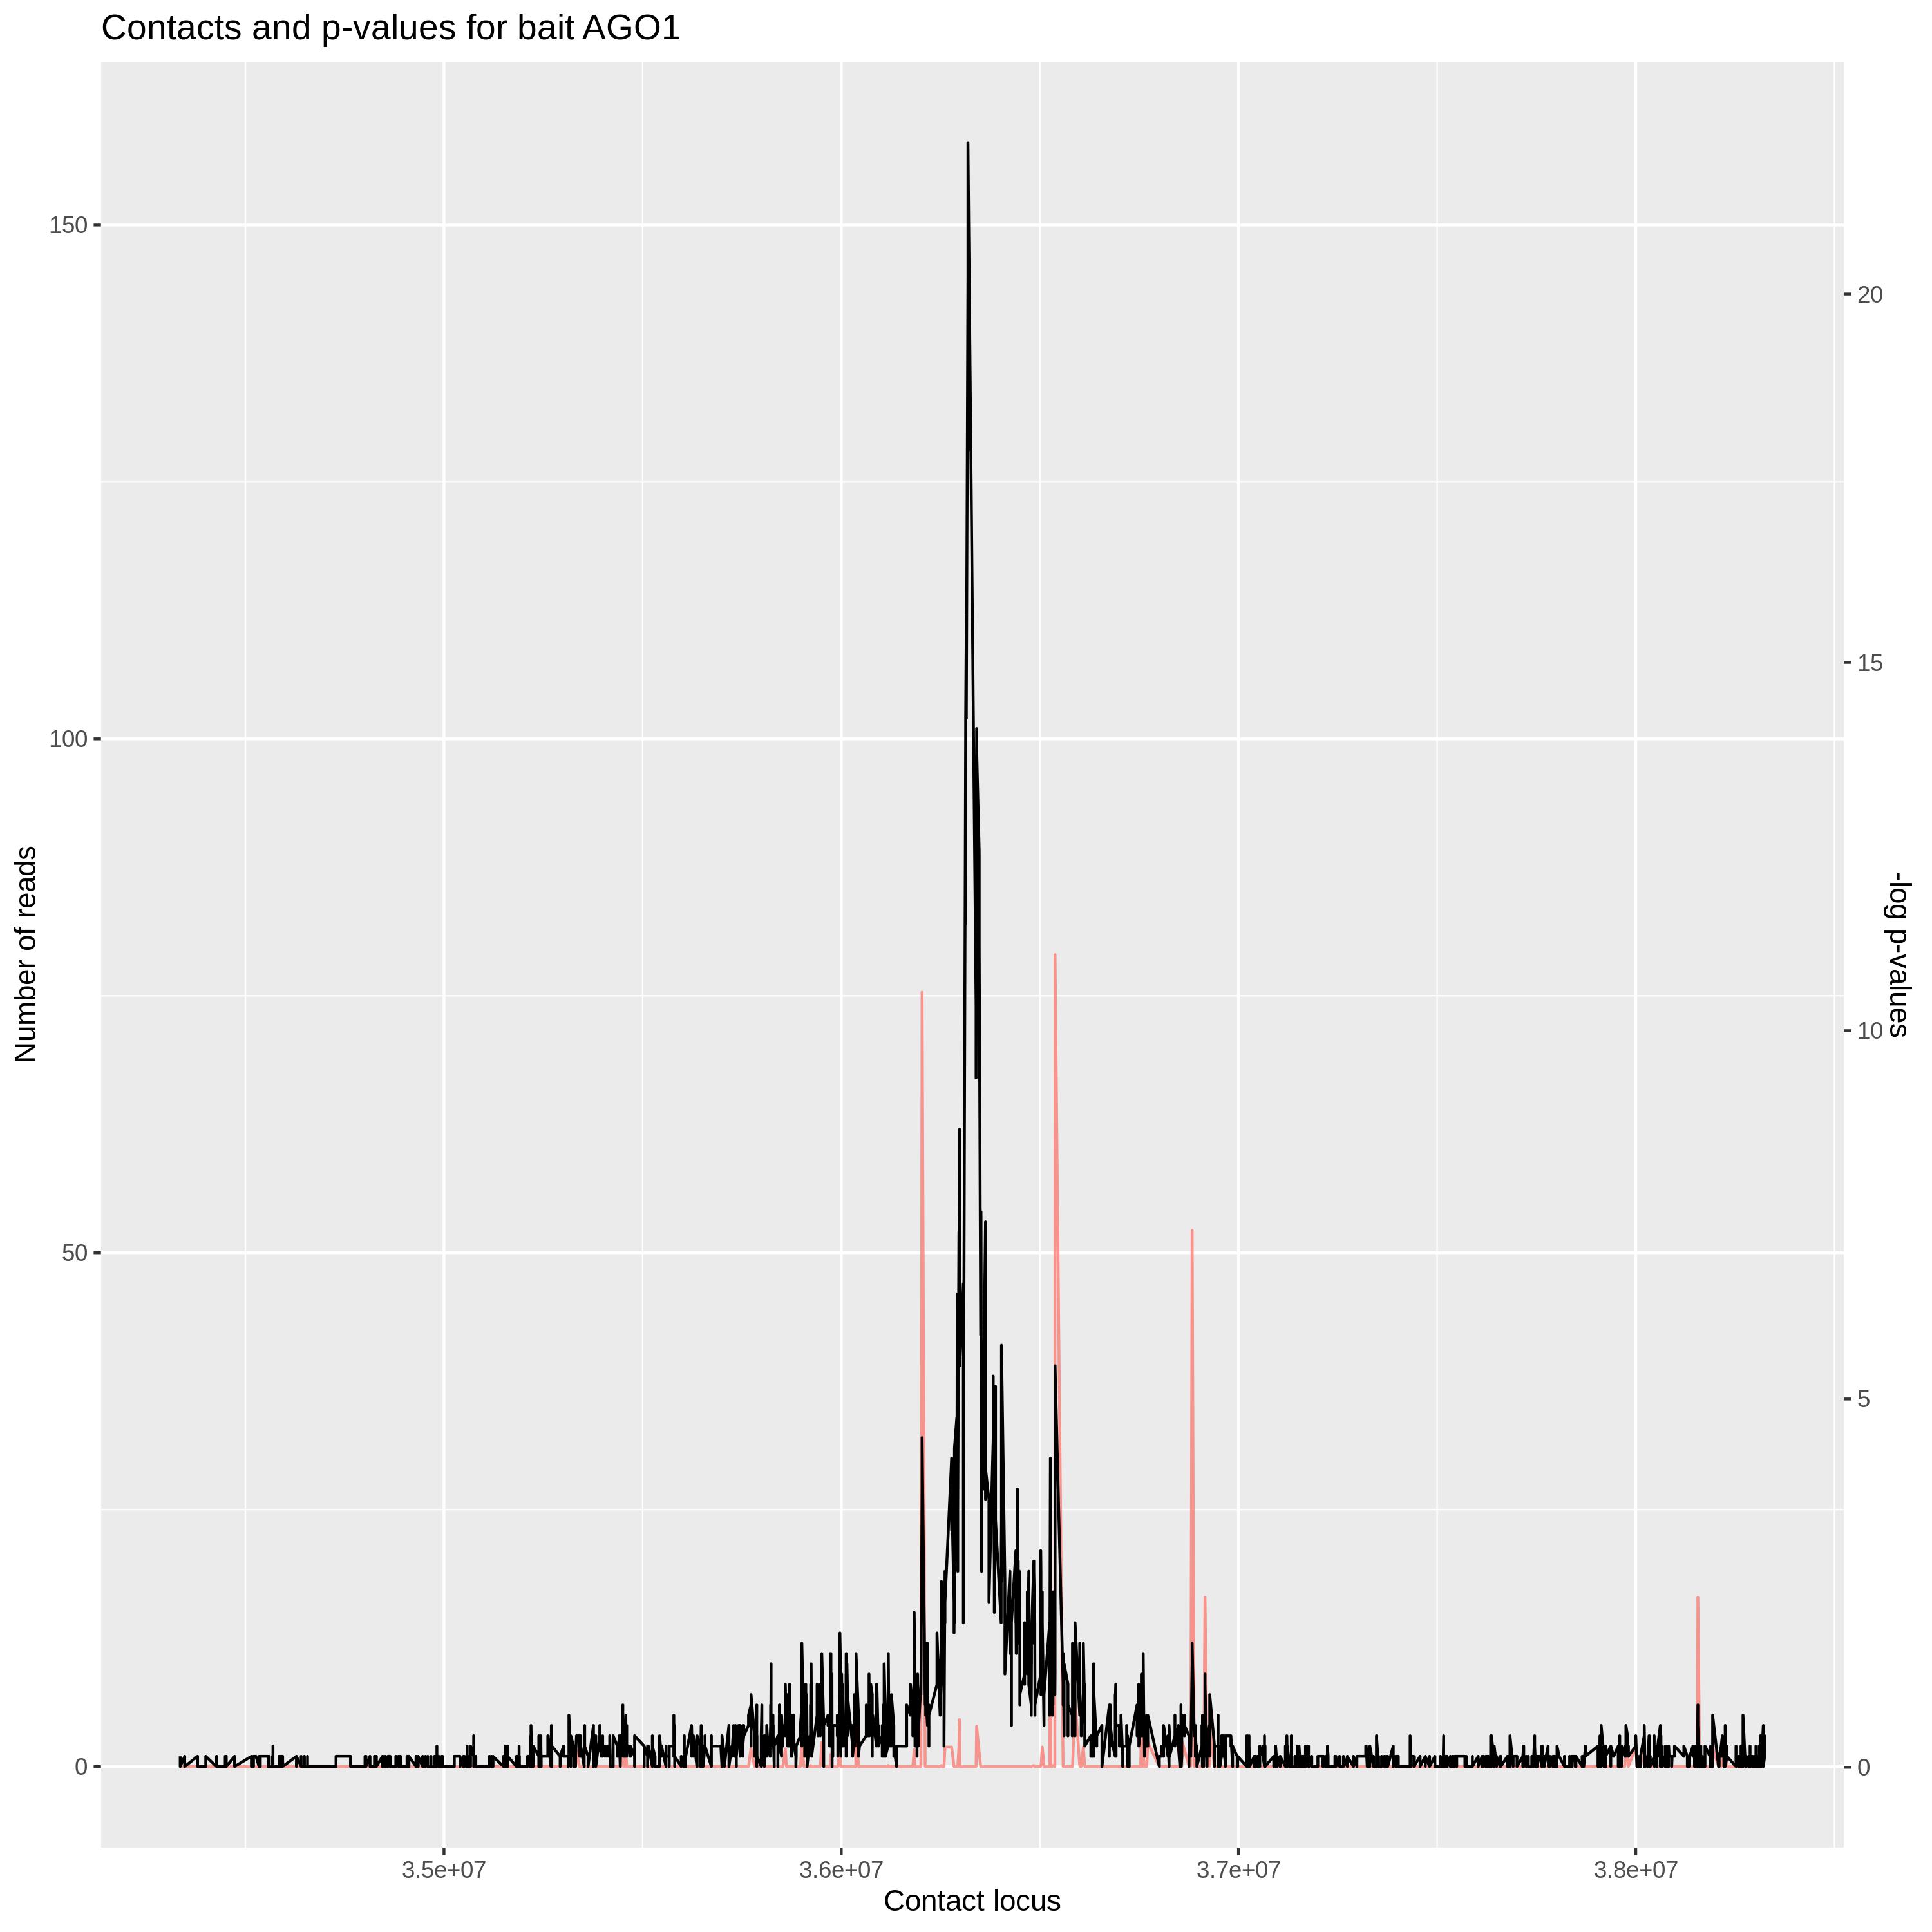 Contacts and p-values for bait AGO1
150
100
50
0
Number of reads
20
15
10
5
0
-log p-values
3.5e+07
3.6e+07
3.7e+07
3.8e+07
Contact locus